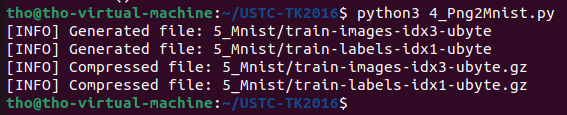 tho@tho-virtual-machine:~/USTC-TK2016$ python3 4_Png2Mnist.py
[INFO] Generated file: 5_Mnist/train-images-idx3-ubyte
[INFO] Generated file: 5_Mnist/train-labels-idx1-ubyte
[INFO] Compressed file: 5_Mnist/train-images-idx3-ubyte.gz
[INFO] Compressed file: 5_Mnist/train-labels-idx1-ubyte.gz
tho@tho-virtual-machine:~/USTC-TK2016$